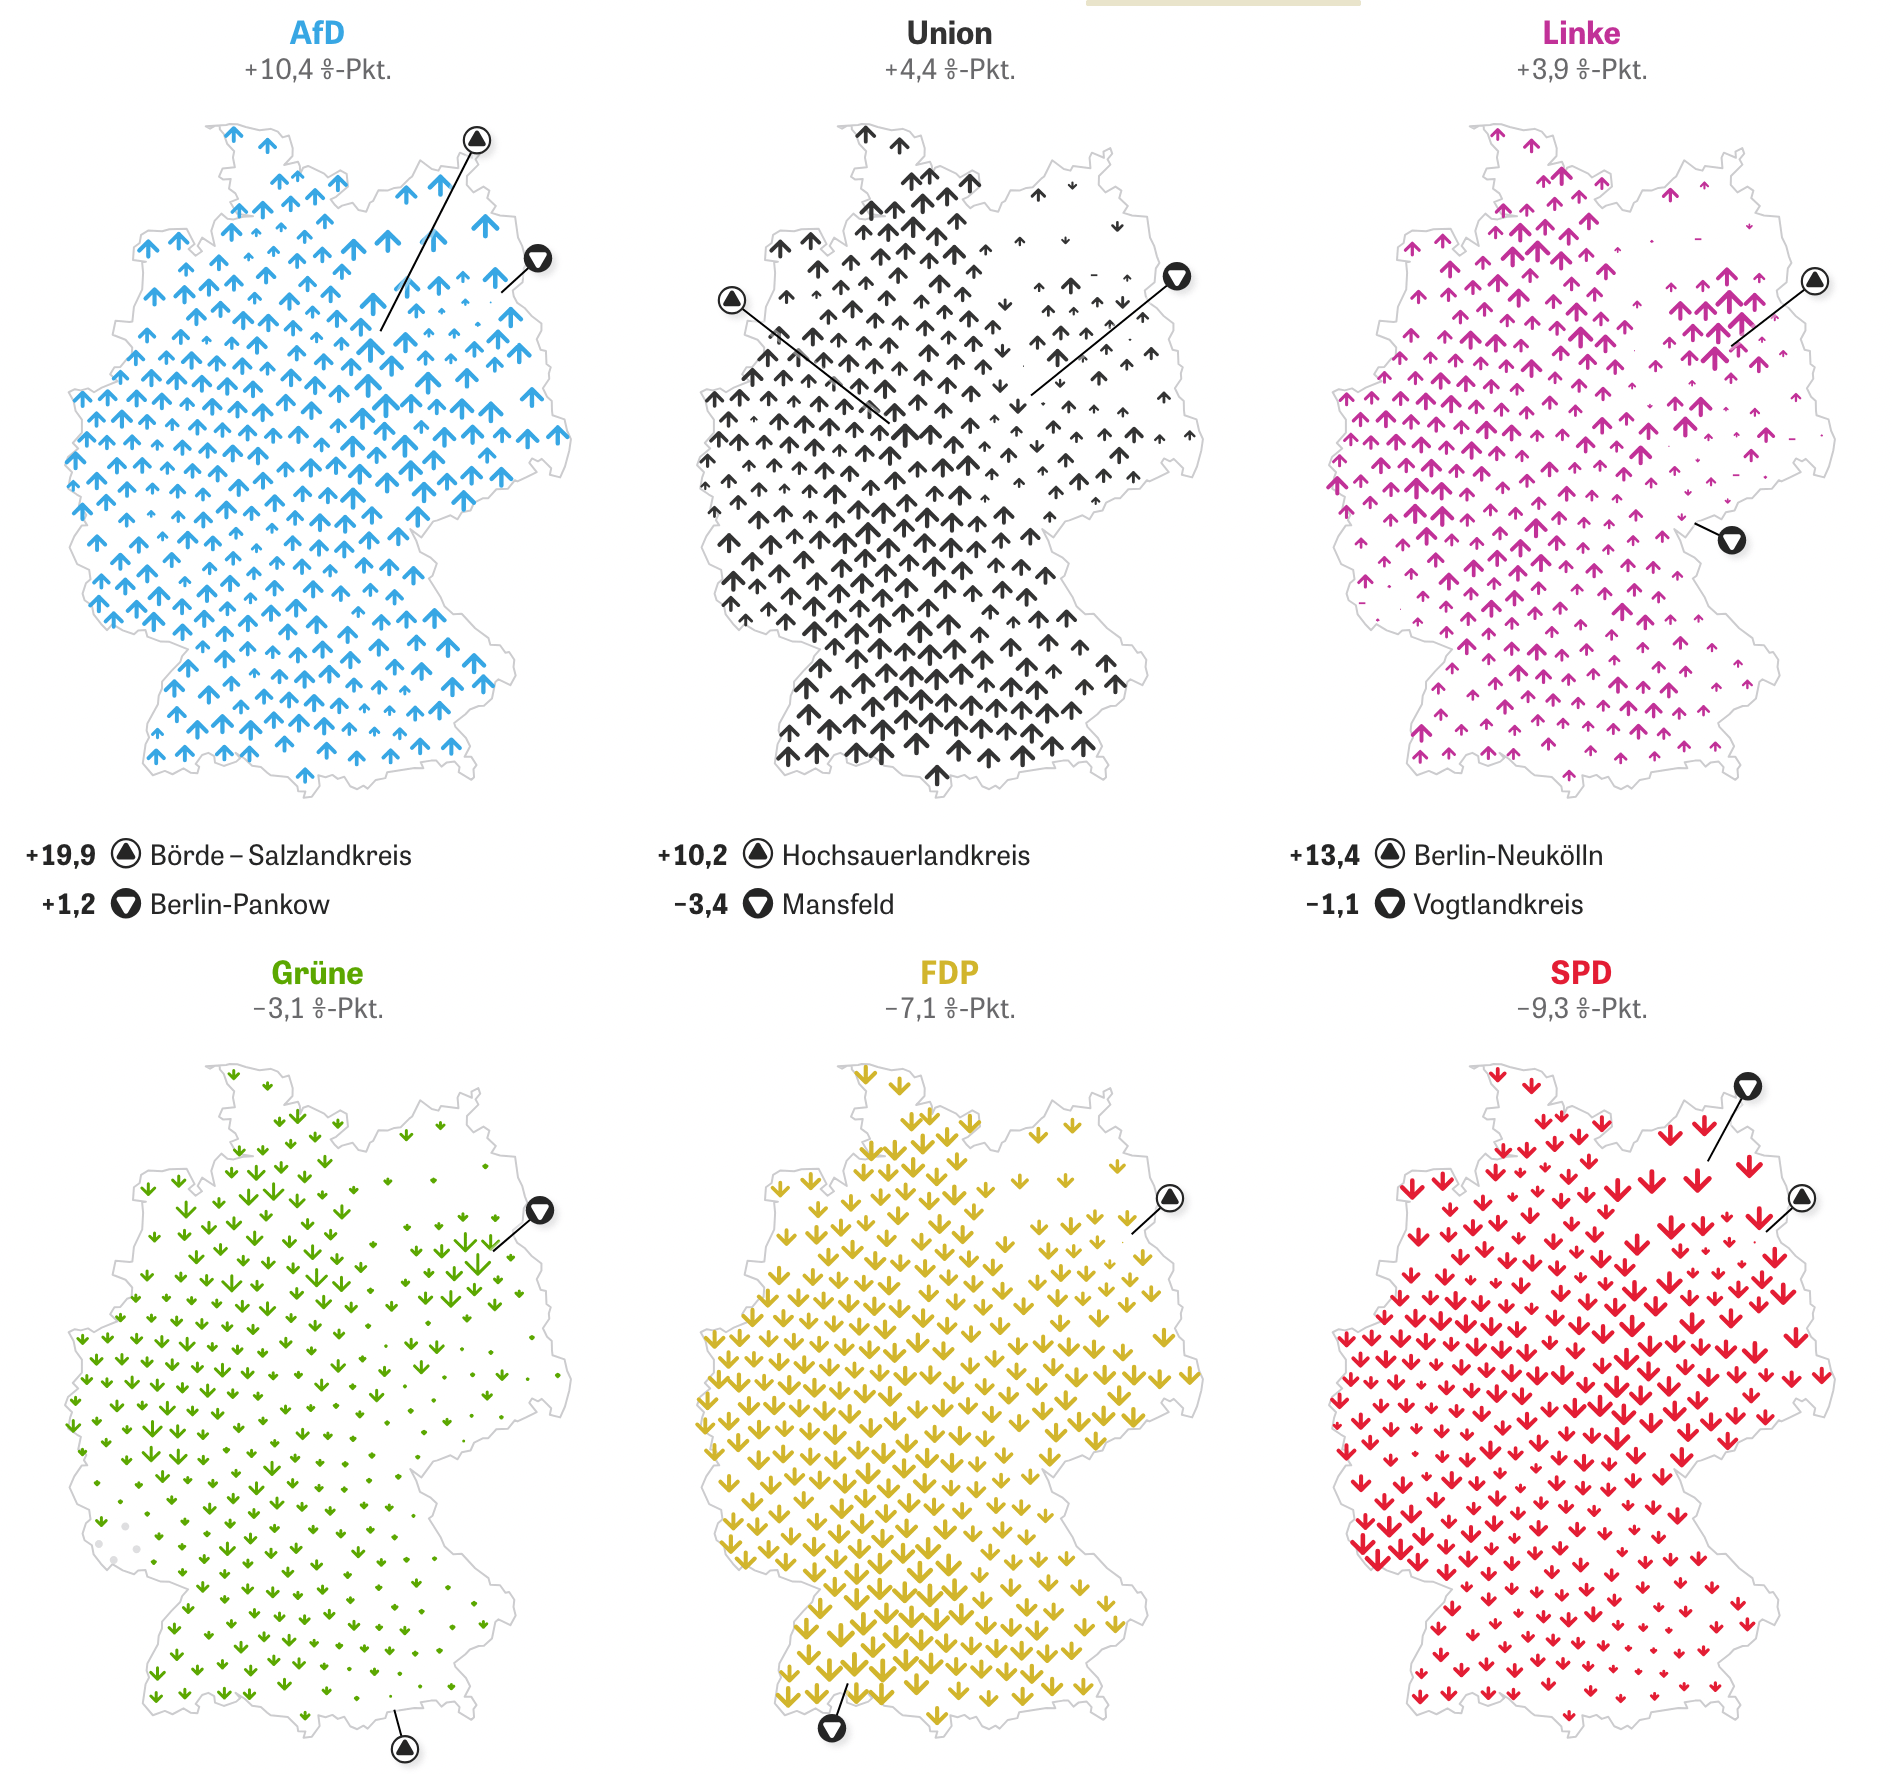 AfD
+10,4 %-Pkt.
Union
+4,4 %-Pkt.
Linke
+3,9 %-Pkt.
+19,9 Börde – Salzlandkreis
+1,2 Berlin-Pankow
+10,2 Hochsauerlandkreis
−3,4 Mansfeld
+13,4 Berlin-Neukölln
−1,1 Vogtlandkreis
Grüne
−3,1 %-Pkt.
FDP
−7,1 %-Pkt.
SPD
−9,3 %-Pkt.